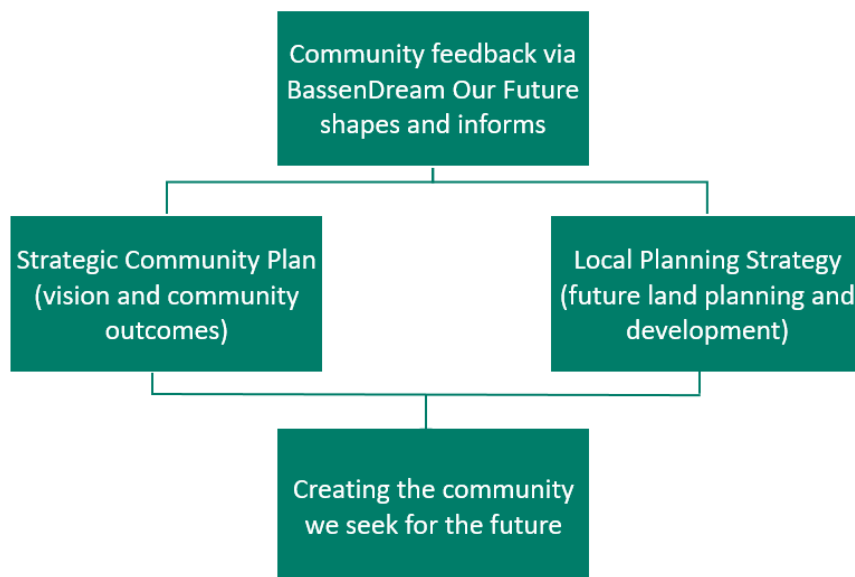 Community feedback via
BassenDream Our Future
shapes and informs
Strategic Community Plan
(vision and community
outcomes)
Local Planning Strategy
(future land planning and
development)
Creating the community
we seek for the future